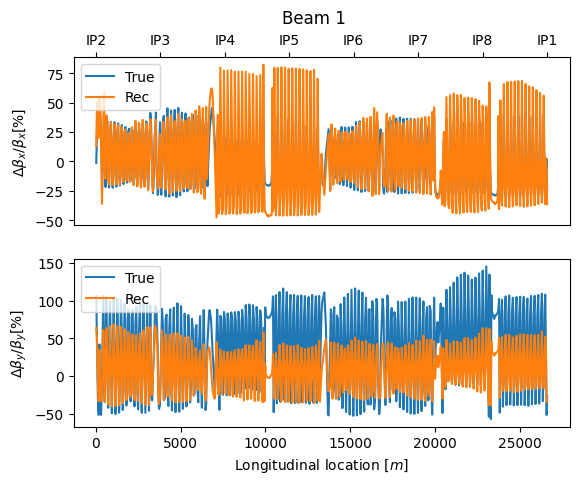 Beam 1
IP2 IP3 IP4 IP5 IP6 IP7 IP8 IP1
True
Rec
Δβx/βx[%]
75
50
25
0
−25
−50
True
Rec
Δβy/βy[%]
150
100
50
0
−50
0 5000 10000 15000 20000 25000
Longitudinal location [m]